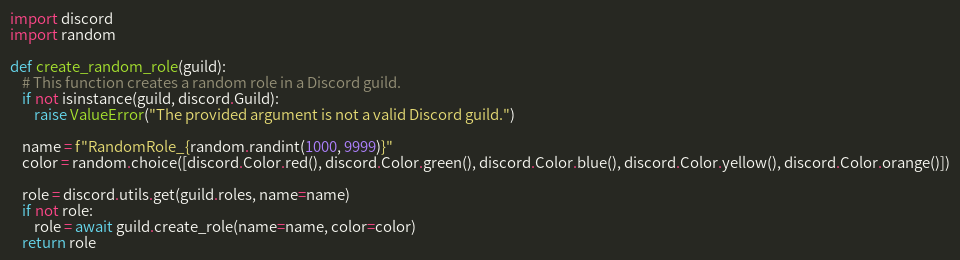 import discord
import random

def create_random_role(guild):
    # This function creates a random role in a Discord guild.
    if not isinstance(guild, discord.Guild):
        raise ValueError("The provided argument is not a valid Discord guild.")

    name = f"RandomRole_{random.randint(1000, 9999)}"
    color = random.choice([discord.Color.red(), discord.Color.green(), discord.Color.blue(), discord.Color.yellow(), discord.Color.orange()])

    role = discord.utils.get(guild.roles, name=name)
    if not role:
        role = await guild.create_role(name=name, color=color)
    return role